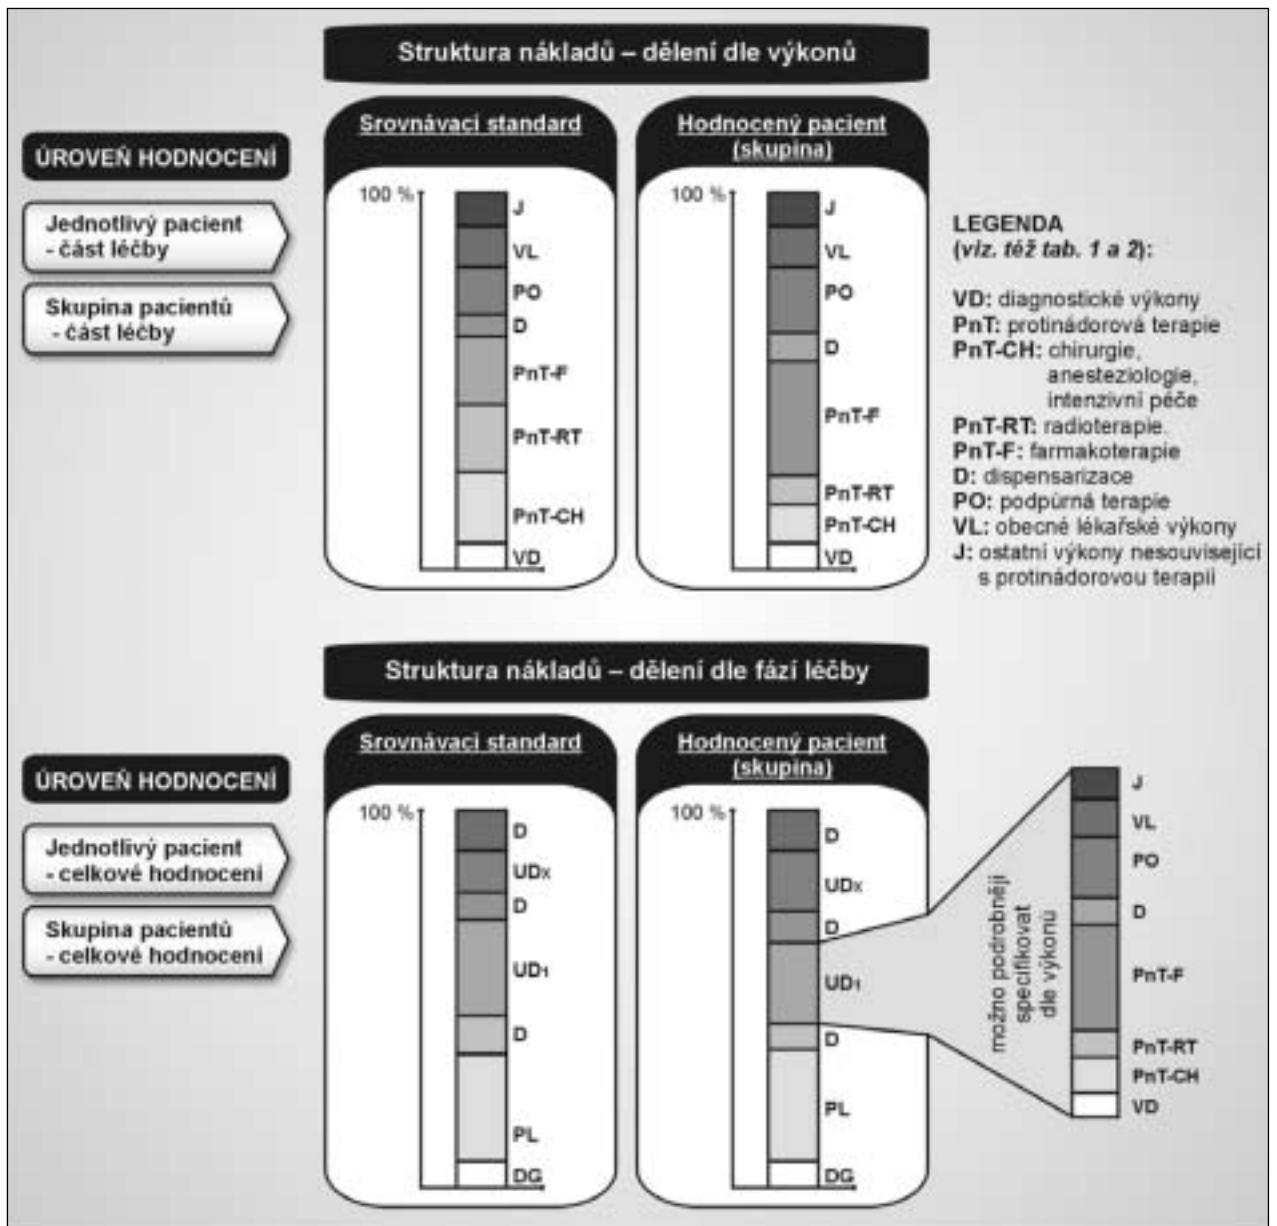 Struktura nákladů – dělení dle výkonů
Srovnávací standard
Hodnocený pacient
(skupina)
ÚROVEŇ HODNOCENÍ
Jednotlivý pacient
- část léčby
Skupina pacientů
- část léčby
100 %
J
VL
PO
D
PnT-F
PnT-RT
PnT-CH
VD
100 %
J
VL
PO
D
PnT-F
PnT-RT
PnT-CH
VD
LEGENDA
(viz. též tab. 1 a 2):
VD: diagnostické výkony
PnT: protinádorová terapie
PnT-CH: chirurgie,
anesteziologie,
intenzivní péče
PnT-RT: radioterapie.
PnT-F: farmakoterapie
D: dispensarizace
PO: podpůrná terapie
VL: obecné lékařské výkony
J: ostatní výkony nesouvisející
s protinádorovou terapií
Struktura nákladů – dělení dle fází léčby
Srovnávací standard
Hodnocený pacient
(skupina)
ÚROVEŇ HODNOCENÍ
Jednotlivý pacient
- celkové hodnocení
Skupina pacientů
- celkové hodnocení
100 %
D
UDx
D
UD1
D
PL
DG
100 %
D
UDx
D
UD1
D
PL
DG
možno podrobněji
specifikovat
dle výkonů
J
VL
PO
D
PnT-F
PnT-RT
PnT-CH
VD